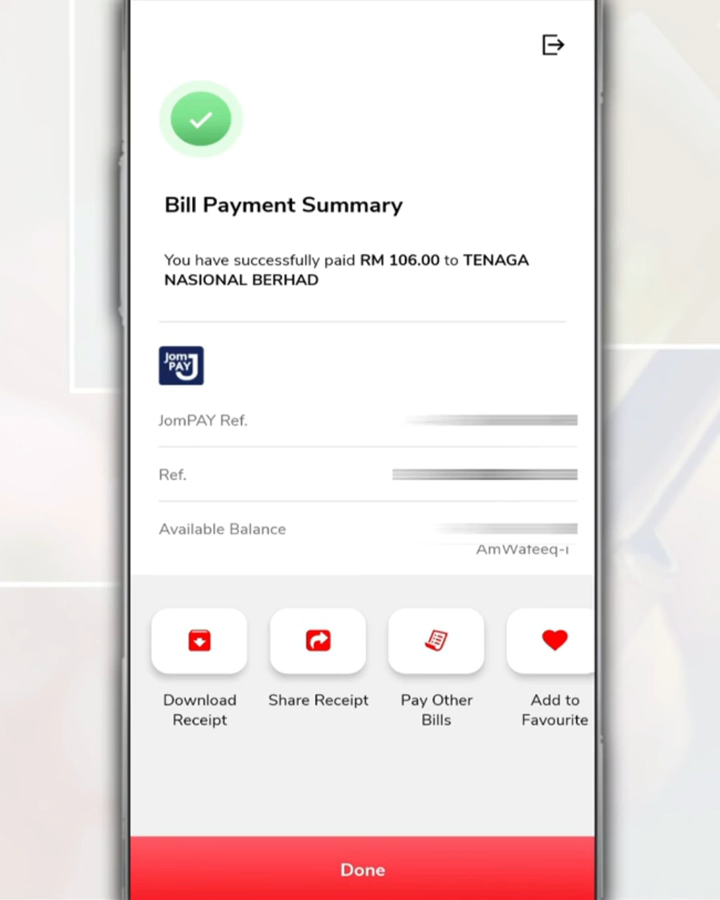 Bill Payment Summary
You have successfully paid RM 106.00 to TENAGA
NASIONAL BERHAD
Jom
PAY
JomPAY Ref.
Ref.
Available Balance
AmWafeeq-i
Download
Receipt
Share Receipt
Pay Other
Bills
Add to
Favourite
Done